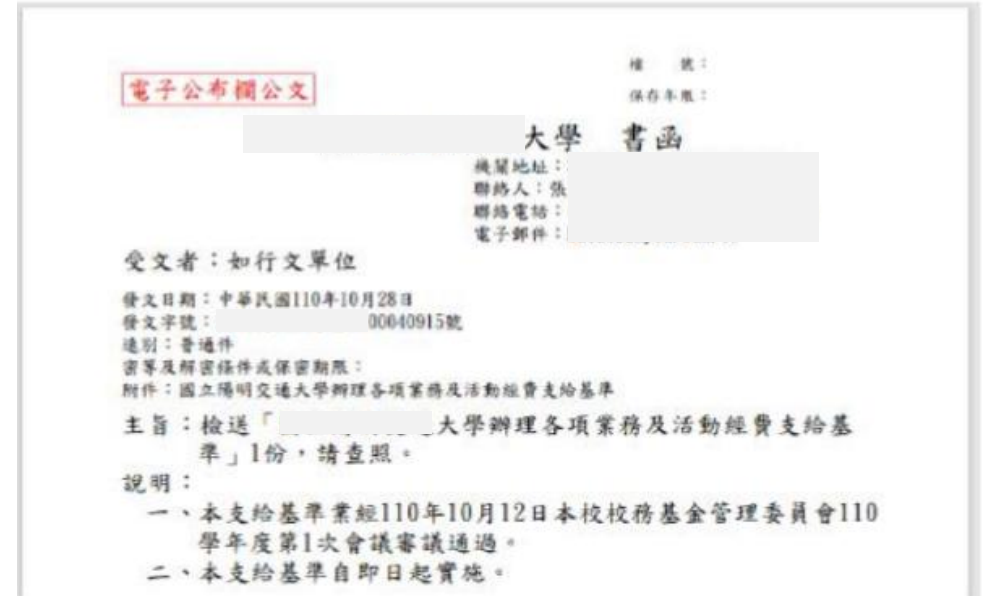 檔　　號：
保存年限：
電子公布欄公文
大學　書函
機關地址：
聯絡人：張
聯絡電話：
電子郵件：
受文者：如行文單位
發文日期：中華民國110年10月28日
發文字號：00040915號
速別：普通件
密等及解密條件或保密期限：
附件：國立陽明交通大學辦理各項業務及活動經費支給基準
主旨：檢送「大學辦理各項業務及活動經費支給基
準」1份，請查照。
說明：
一、本支給基準業經110年10月12日本校校務基金管理委員會110
學年度第1次會議審議通過。
二、本支給基準自即日起實施。